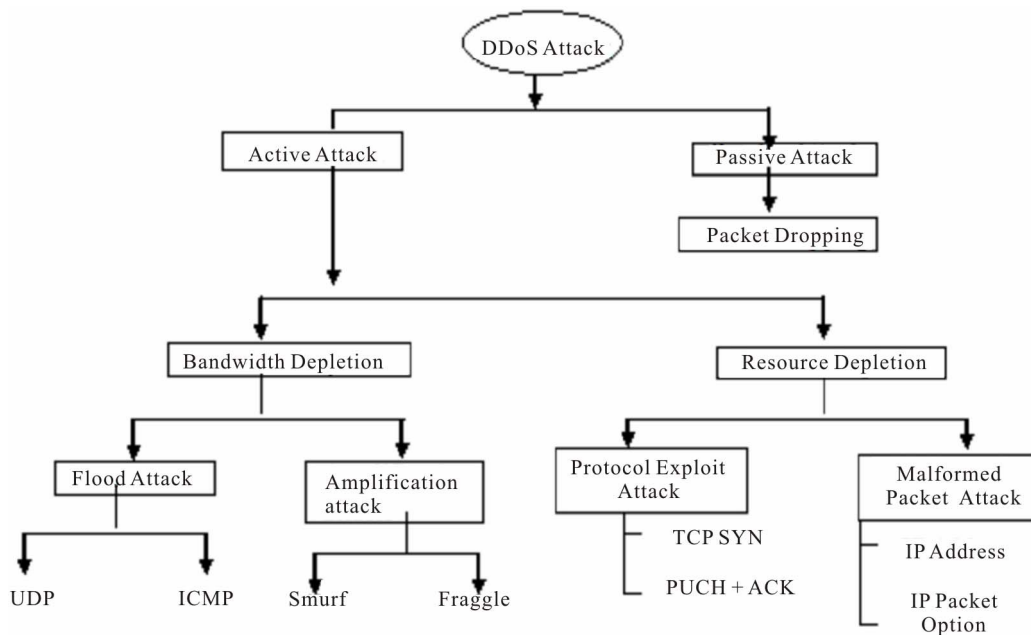 DDoS Attack
Active Attack
Passive Attack
Packet Dropping
Bandwidth Depletion
Resource Depletion
Flood Attack
Amplification
attack
Protocol Exploit
Attack
Malformed
Packet Attack
UDP
ICMP
Smurf
Fraggle
TCP SYN
PUCH + ACK
IP Address
IP Packet
Option